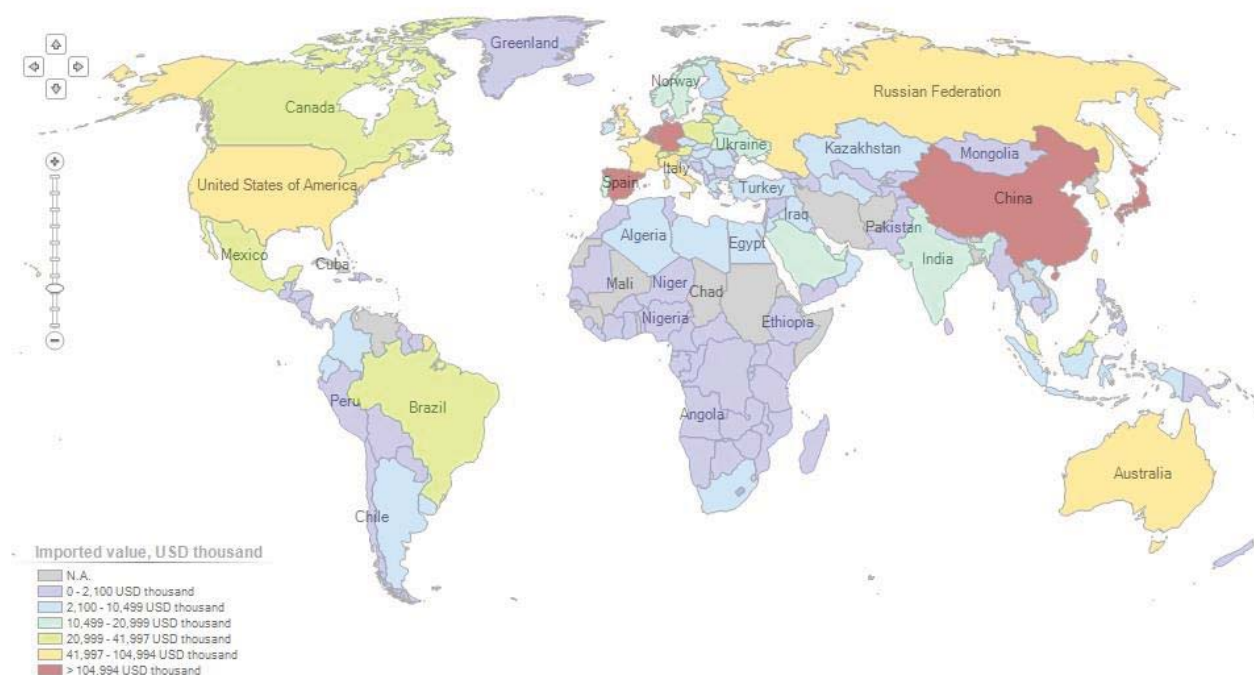 Greenland
Norway
Russian Federation
Canada
Ukraine
Kazakhstan
Mongolia
United States of America
Italy
Spain
Turkey
China
Iraq
Pakistan
Algeria
Egypt
Mexico
Cuba
India
Mali
Niger
Chad
Nigeria
Ethiopia
Peru
Brazil
Angola
Australia
Chile
Imported value, USD thousand
N.A.
0 - 2,100 USD thousand
2,100 - 10,499 USD thousand
10,499 - 20,999 USD thousand
20,999 - 41,997 USD thousand
41,997 - 104,994 USD thousand
> 104,994 USD thousand